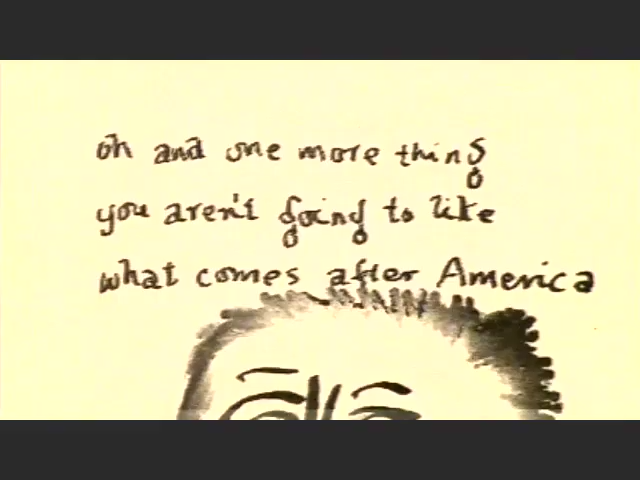 oh and one more thing
you aren't going to like
what comes after America